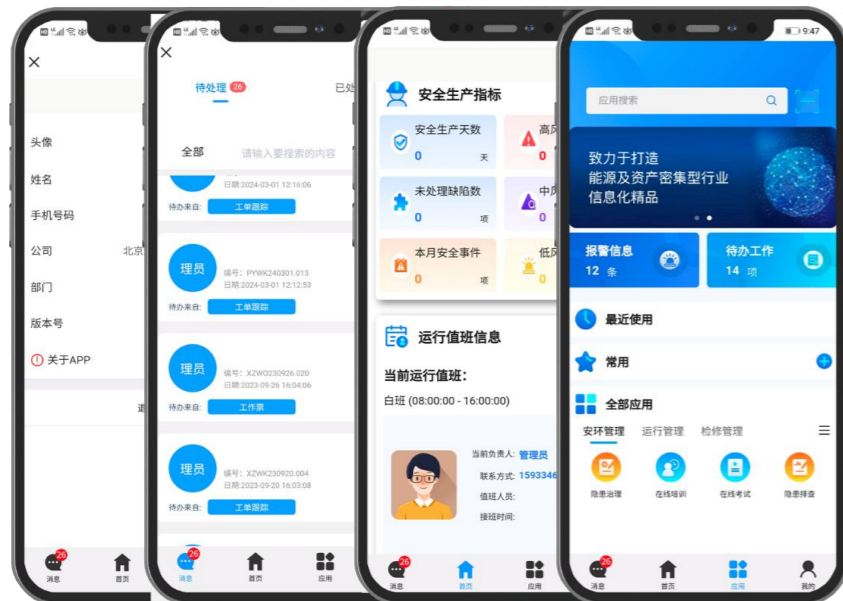 头像
姓名
手机号码
公司
北京
部门
版本号
关于APP
待处理 26
已处
全部
请输入要搜索的内容
日期:2024-03-01 12:16:06
待办来自:
工单跟踪
理员
编号: PYWK240301.013
日期:2024-03-01 12:12:53
待办来自:
工单跟踪
理员
编号: XZWO230926.020
日期:2023-09-26 16:04:06
待办来自:
工作票
理员
编号: XZWK230920.004
日期:2023-09-20 16:03:08
待办来自:
工单跟踪
安全生产指标
安全生产天数
0 天
高风
0
未处理缺陷数
0 项
中风
0
本月安全事件
0 项
低风
0
运行值班信息
当前运行值班:
白班 (08:00:00 - 16:00:00)
当前负责人: 管理员
联系方式: 1593346
值班人员:
接班时间:
9:47
应用搜索
致力于打造
能源及资产密集型行业
信息化精品
报警信息
12 条
待办工作
14 项
最近使用
常用
全部应用
安环管理 运行管理 检修管理
隐患治理 在线培训 在线考试 隐患排查
26
消息 首页
26
消息 首页 应用
26
消息 首页 应用
26
消息 首页 应用 我的